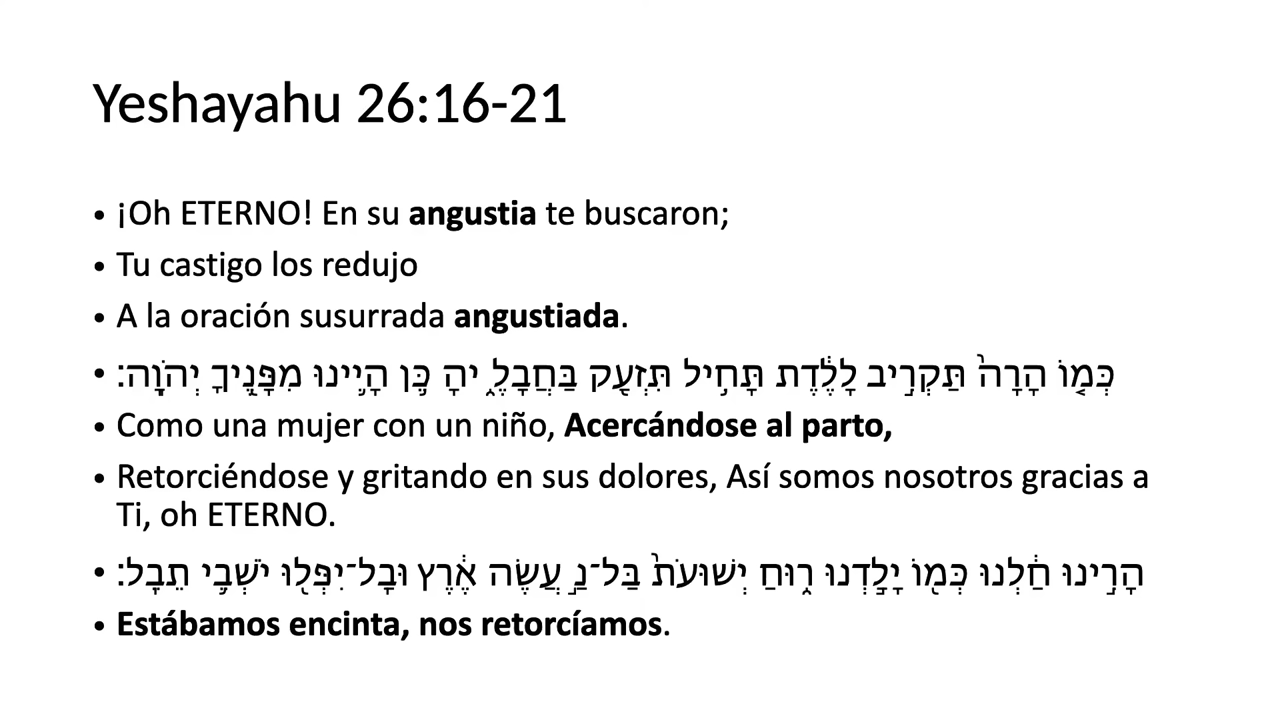 Yeshayahu 26:16-21
• ¡Oh ETERNO! En su angustia te buscaron;
• Tu castigo los redujo
• A la oración susurrada angustiada.
• כְּמ֤וֹ הָרָה֙ תַּקְרִ֣יב לָלֶ֔דֶת תָּחִ֥יל תִּזְעַ֖ק בַּחֲבָלֶ֑ יהָ כֵּ֛ן הָיִ֥ינוּ מִפָּנֶ֖יךָ יְהֹוָֽה׃
• Como una mujer con un niño, Acercándose al parto,
• Retorciéndose y gritando en sus dolores, Así somos nosotros gracias a
Ti, oh ETERNO.
• הָרִ֣ינוּ חַ֔לְנוּ כְּמ֖וֹ יָלַ֣דְנוּ ר֑וּחַ יְשׁוּעֹת֙ בַּל־נַ֣ עֲשֶׂה אֶ֔רֶץ וּבַֽל־יִפְּל֖וּ יֹשְׁבֵ֥י תֵבֵֽל׃
• Estábamos encinta, nos retorcíamos.